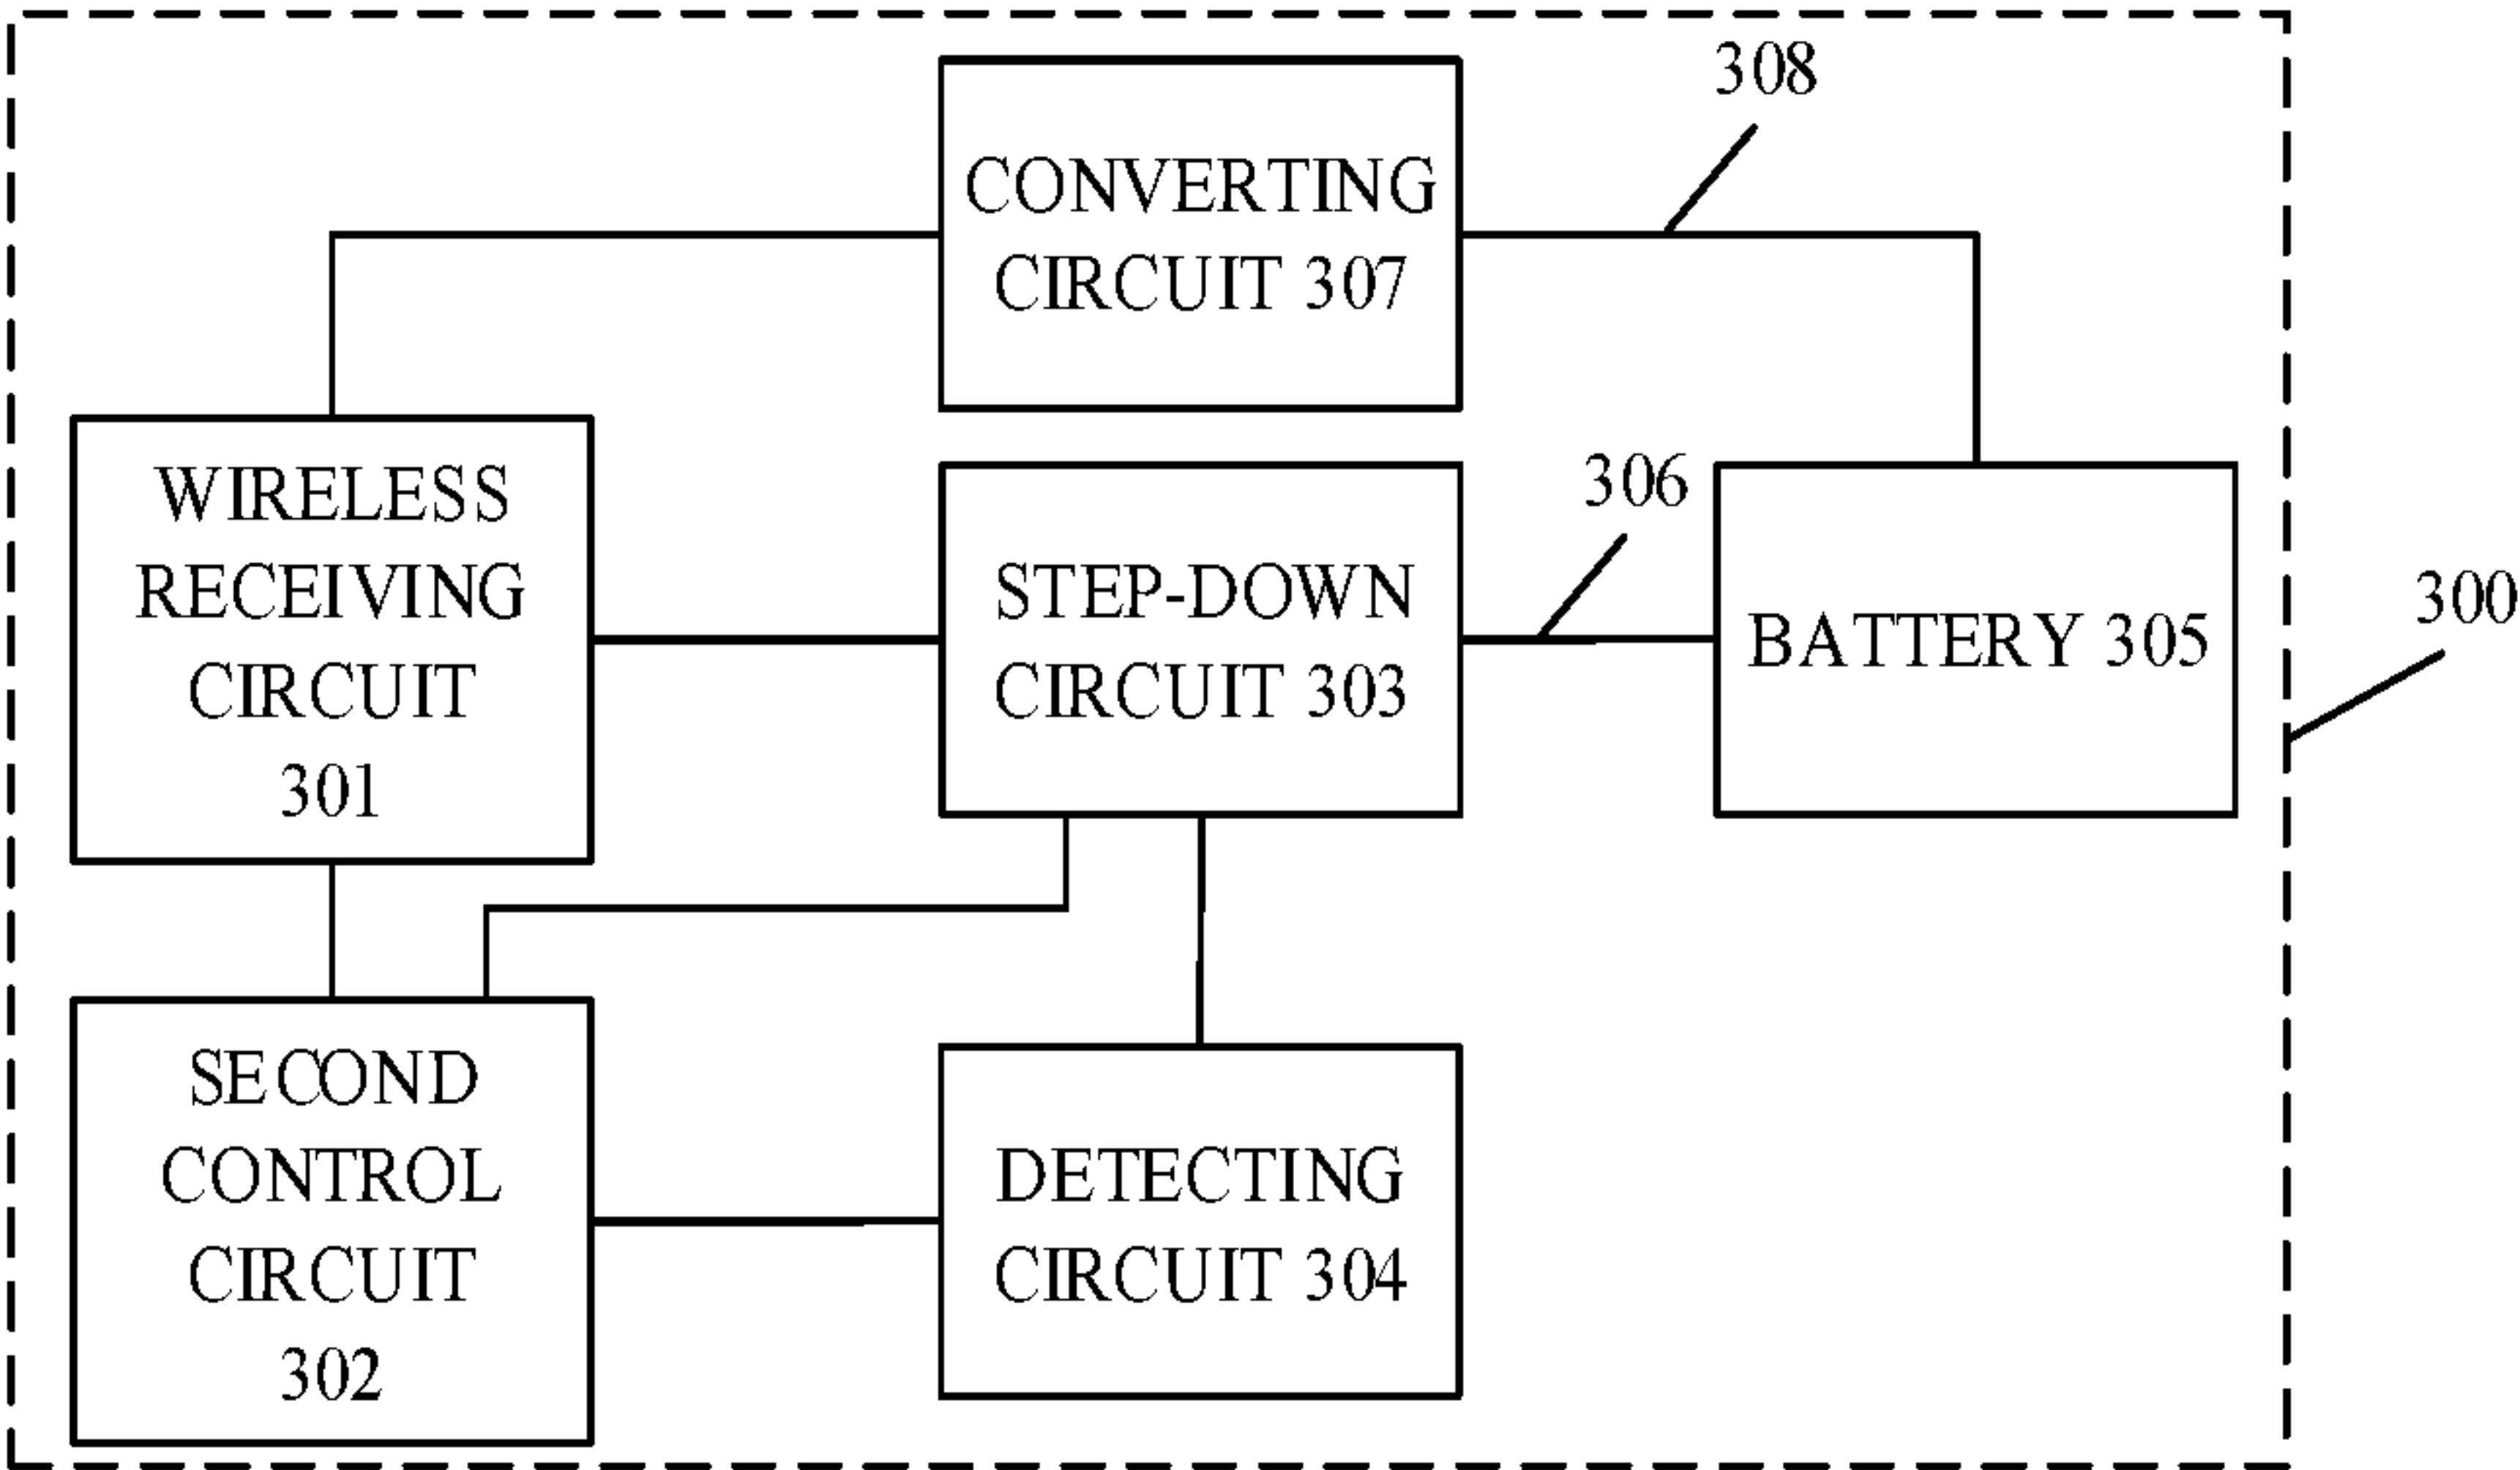 308
CONVERTING
CIRCUIT 307
WIRELESS
RECEIVING
CIRCUIT
301
STEP-DOWN
CIRCUIT 303
306
BATTERY 305
300
SECOND
CONTROL
CIRCUIT
302
DETECTING
CIRCUIT 304